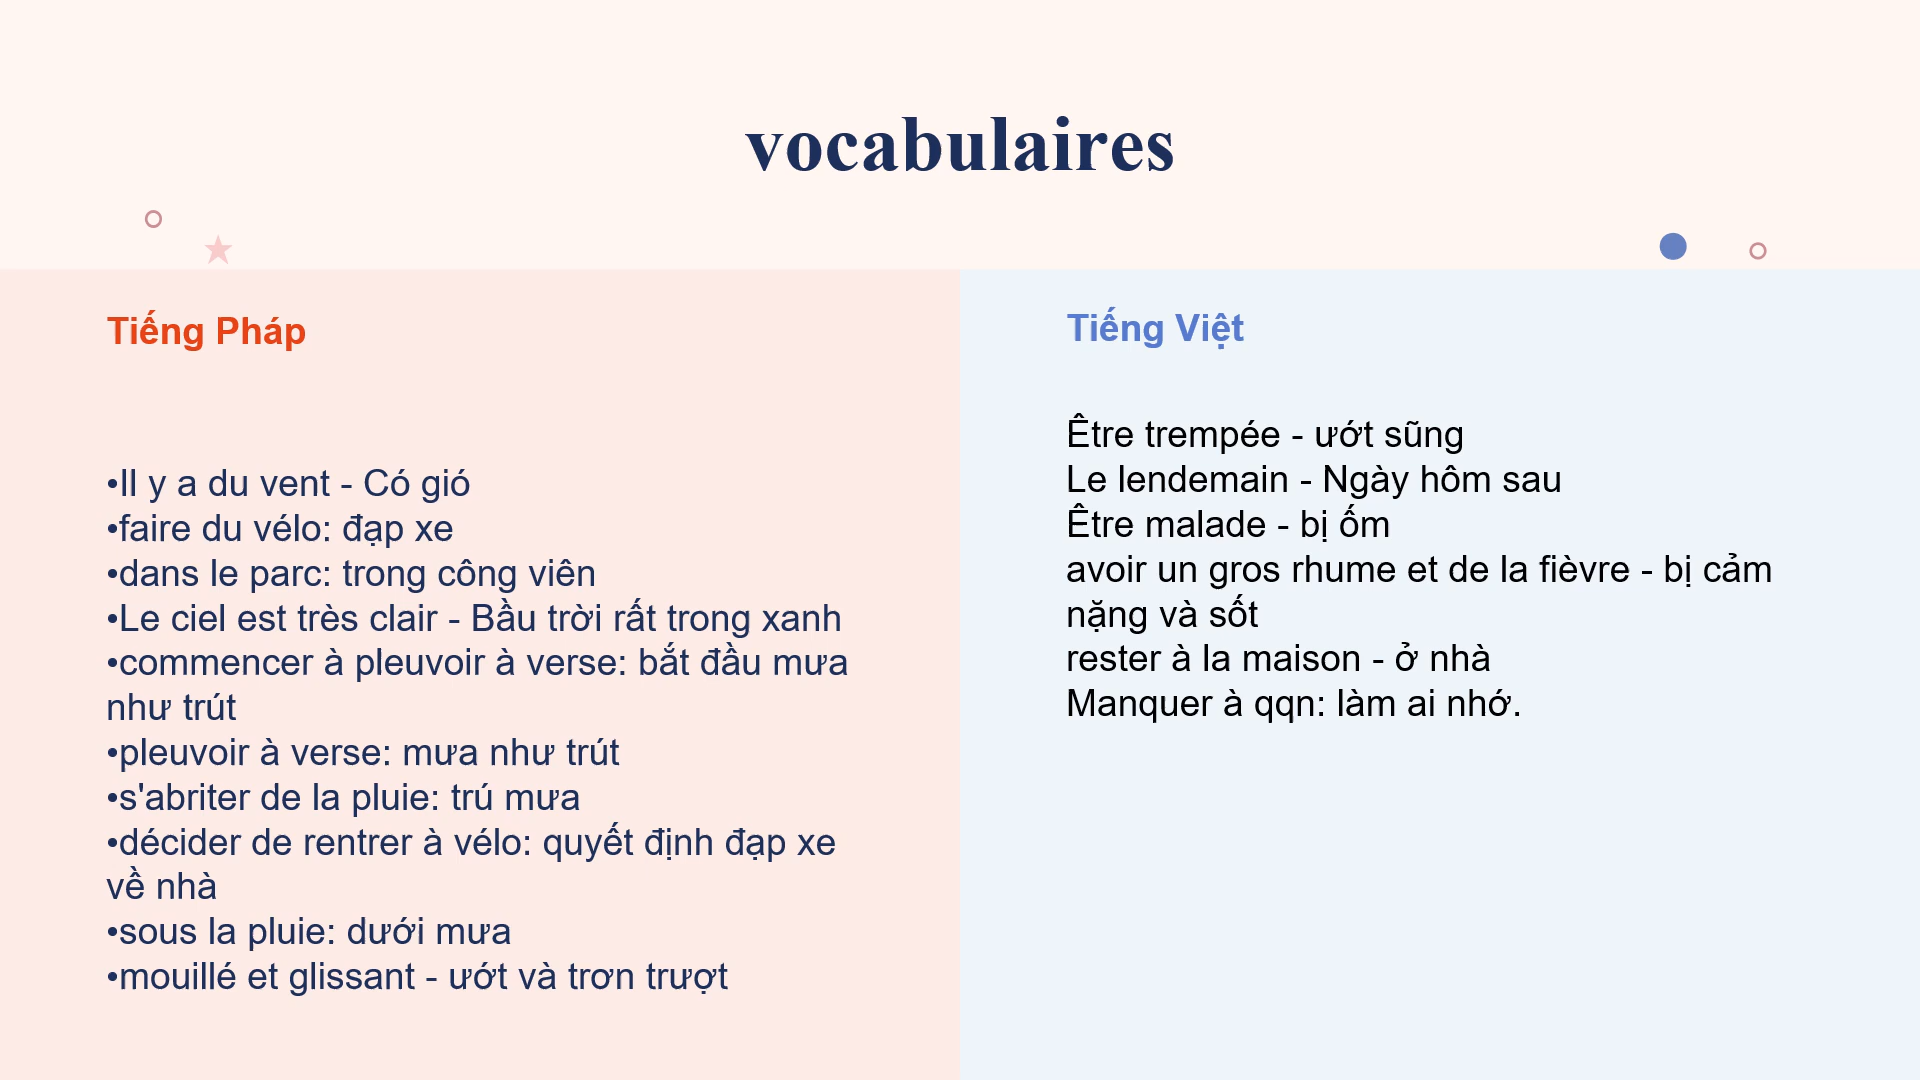 vocabulaires
Tiếng Pháp
•Il y a du vent - Có gió
•faire du vélo: đạp xe
•dans le parc: trong công viên
•Le ciel est très clair - Bầu trời rất trong xanh
•commencer à pleuvoir à verse: bắt đầu mưa
như trút
•pleuvoir à verse: mưa như trút
•s'abriter de la pluie: trú mưa
•décider de rentrer à vélo: quyết định đạp xe
về nhà
•sous la pluie: dưới mưa
•mouillé et glissant - ướt và trơn trượt
Tiếng Việt
Être trempée - ướt sũng
Le lendemain - Ngày hôm sau
Être malade - bị ốm
avoir un gros rhume et de la fièvre - bị cảm
nặng và sốt
rester à la maison - ở nhà
Manquer à qqn: làm ai nhớ.